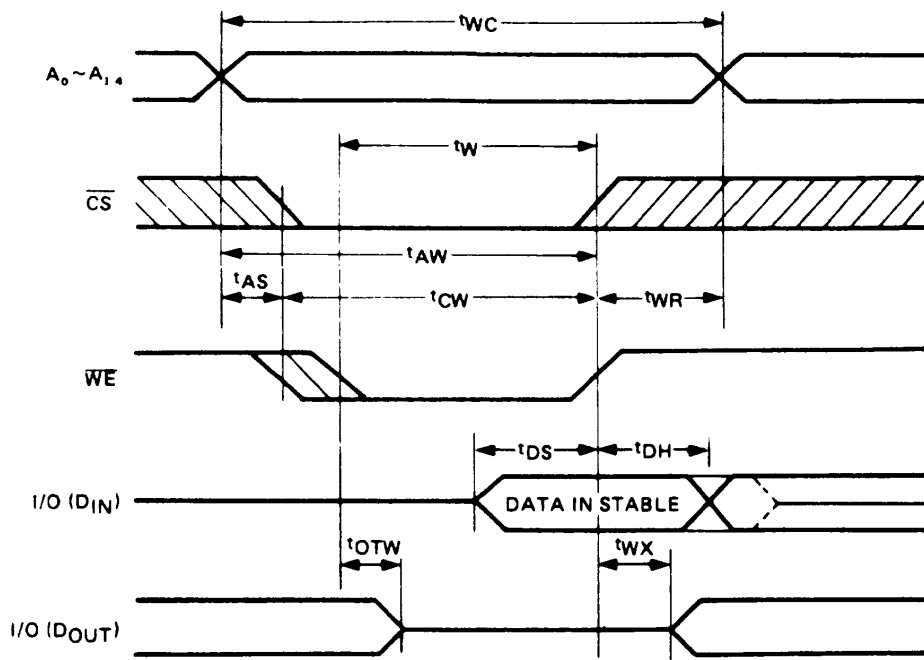 tWC
A0~A14
tW
CS
tAW
tAS
tCW
tWR
WE
tDS
tDH
I/O (DIN)
DATA IN STABLE
tOTW
tWX
I/O (DOUT)